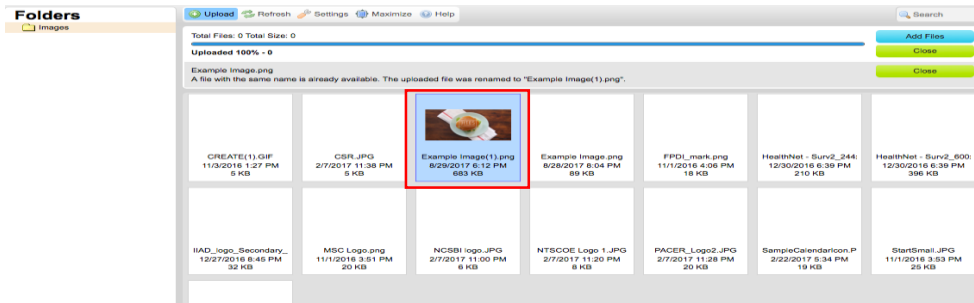 Folders
Images
Upload Refresh Settings Maximize Help
Search
Total Files: 0 Total Size: 0
Add Files
Uploaded 100% - 0
Close
Example Image.png
A file with the same name is already available. The uploaded file was renamed to "Example Image(1).png".
Close
CREATE(1).GIF
11/3/2016 1:27 PM
5 KB
CSR.JPG
2/7/2017 11:38 PM
5 KB
Example Image(1).png
8/29/2017 6:12 PM
683 KB
Example Image.png
8/28/2017 8:04 PM
89 KB
FPDI_mark.png
11/1/2016 4:06 PM
18 KB
HealthNet - Surv2_244:
12/30/2016 6:39 PM
210 KB
HealthNet - Surv2_600:
12/30/2016 6:39 PM
396 KB
IIAD_logo_Secondary_
12/27/2016 8:45 PM
32 KB
MSC Logo.png
11/1/2016 3:51 PM
20 KB
NCSBI logo.JPG
2/7/2017 11:00 PM
6 KB
NTSCOE Logo 1.JPG
2/7/2017 11:20 PM
8 KB
PACER_Logo2.JPG
2/7/2017 11:28 PM
20 KB
SampleCalendarIcon.P
2/22/2017 5:34 PM
19 KB
StartSmall.JPG
11/1/2016 3:53 PM
25 KB